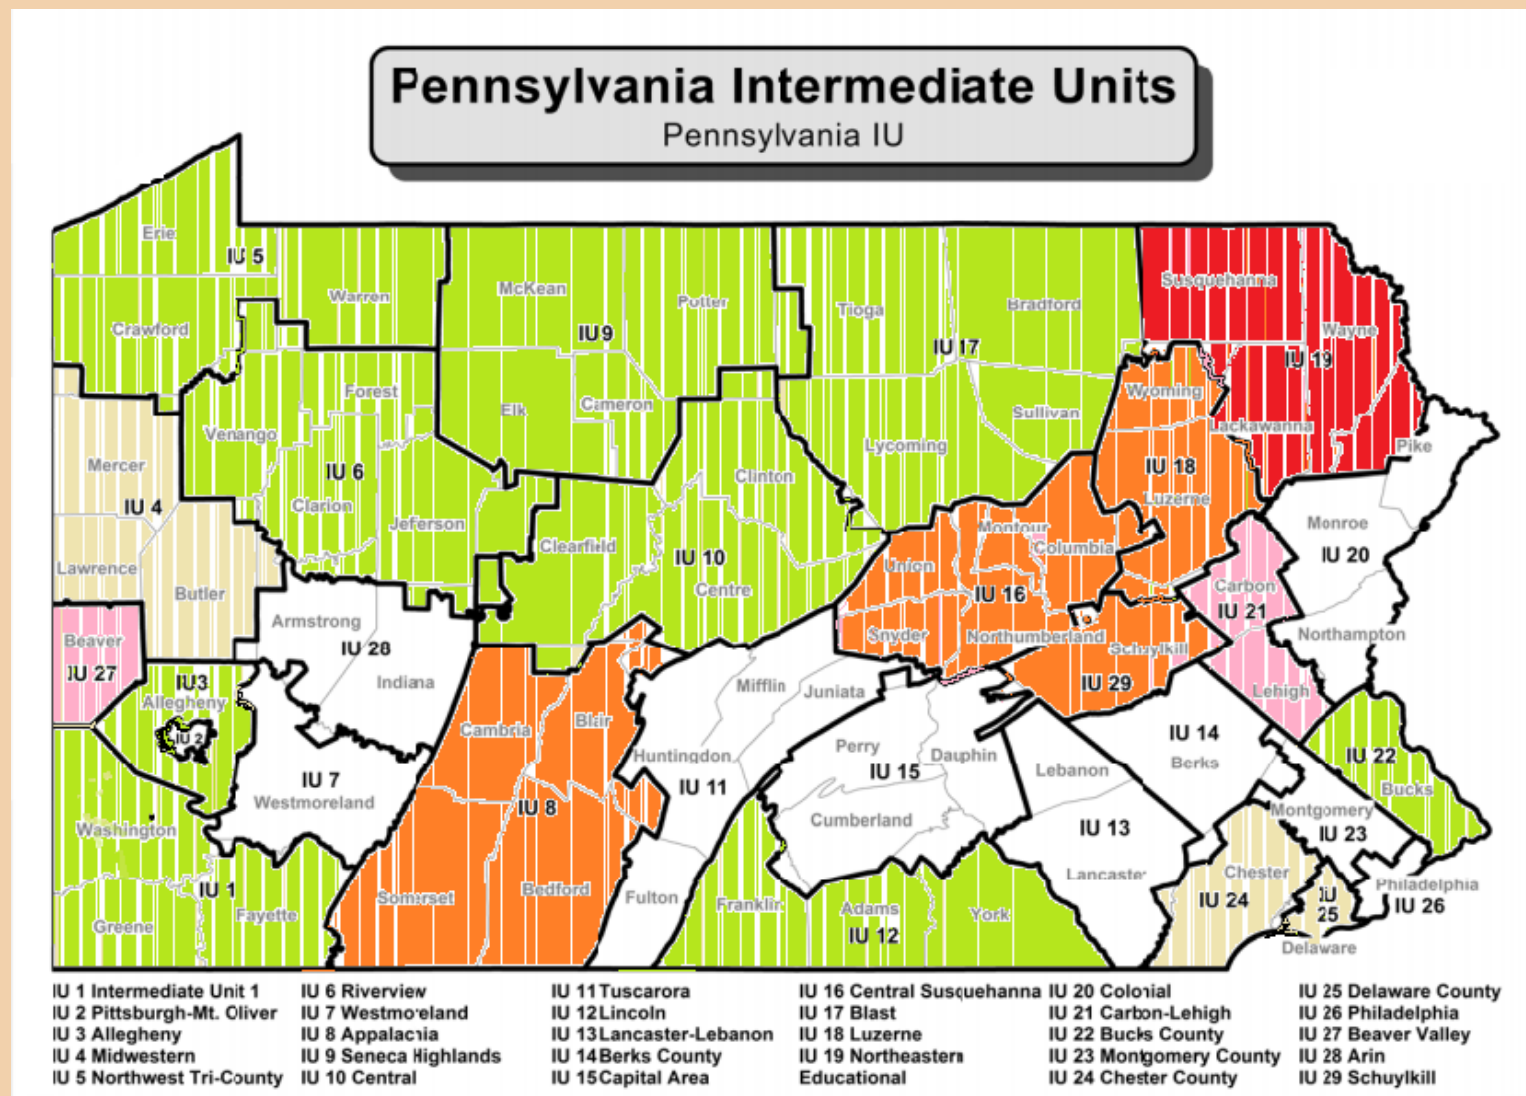 Pennsylvania Intermediate Units
Pennsylvania IU
Erie
IU 5
Warren
Crawford
McKean
Potter
IU 9
Tioga
Bradford
IU 17
Susquehanna
Wayne
IU 19
Forest
Venango
Elk
Cameron
Lycoming
Sullivan
Wyoming
Lackawanna
Pike
Mercer
IU 4
IU 6
Clarion
Jeferson
Clinton
IU 18
Luzerne
Monroe
IU 20
Lawrence
Butler
Clearfield
IU 10
Centre
Montour
Columbia
Union
IU 16
Carbon
IU 21
Beaver
IU 27
Armstrong
IU 28
Indiana
Snyder
Northumberland
Schuylkill
IU 29
Northampton
Lehigh
IU3
Allegheny
IU 2
Cambria
Blair
Mifflin
Juniata
Huntingdon
IU 11
Perry
IU 15
Dauphin
Cumberland
Lebanon
IU 14
Berks
IU 22
Bucks
IU 7
Westmoreland
IU 8
Washington
IU 13
Lancaster
Montgomery
IU 23
IU 1
Greene
Fayette
Somerset
Bedford
Fulton
Franklin
Adams
IU 12
York
Chester
IU 24
IU
25
Philadelphia
IU 26
Delaware
IU 1 Intermediate Unit 1
IU 2 Pittsburgh-Mt. Oliver
IU 3 Allegheny
IU 4 Midwestern
IU 5 Northwest Tri-County
IU 6 Riverview
IU 7 Westmoreland
IU 8 Appalachia
IU 9 Seneca Highlands
IU 10 Central
IU 11 Tuscarora
IU 12 Lincoln
IU 13 Lancaster-Lebanon
IU 14 Berks County
IU 15 Capital Area
IU 16 Central Susquehanna
IU 17 Blast
IU 18 Luzerne
IU 19 Northeastern
Educational
IU 20 Colonial
IU 21 Carbon-Lehigh
IU 22 Bucks County
IU 23 Montgomery County
IU 24 Chester County
IU 25 Delaware County
IU 26 Philadelphia
IU 27 Beaver Valley
IU 28 Arin
IU 29 Schuylkill